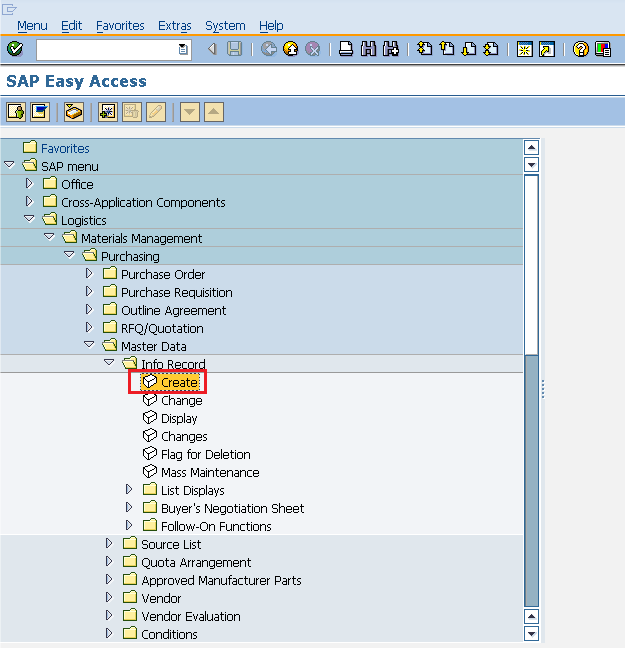 Menu Edit Favorites Extras System Help
SAP Easy Access
Favorites
SAP menu
Office
Cross-Application Components
Logistics
Materials Management
Purchasing
Purchase Order
Purchase Requisition
Outline Agreement
RFQ/Quotation
Master Data
Info Record
Create
Change
Display
Changes
Flag for Deletion
Mass Maintenance
List Displays
Buyer's Negotiation Sheet
Follow-On Functions
Source List
Quota Arrangement
Approved Manufacturer Parts
Vendor
Vendor Evaluation
Conditions